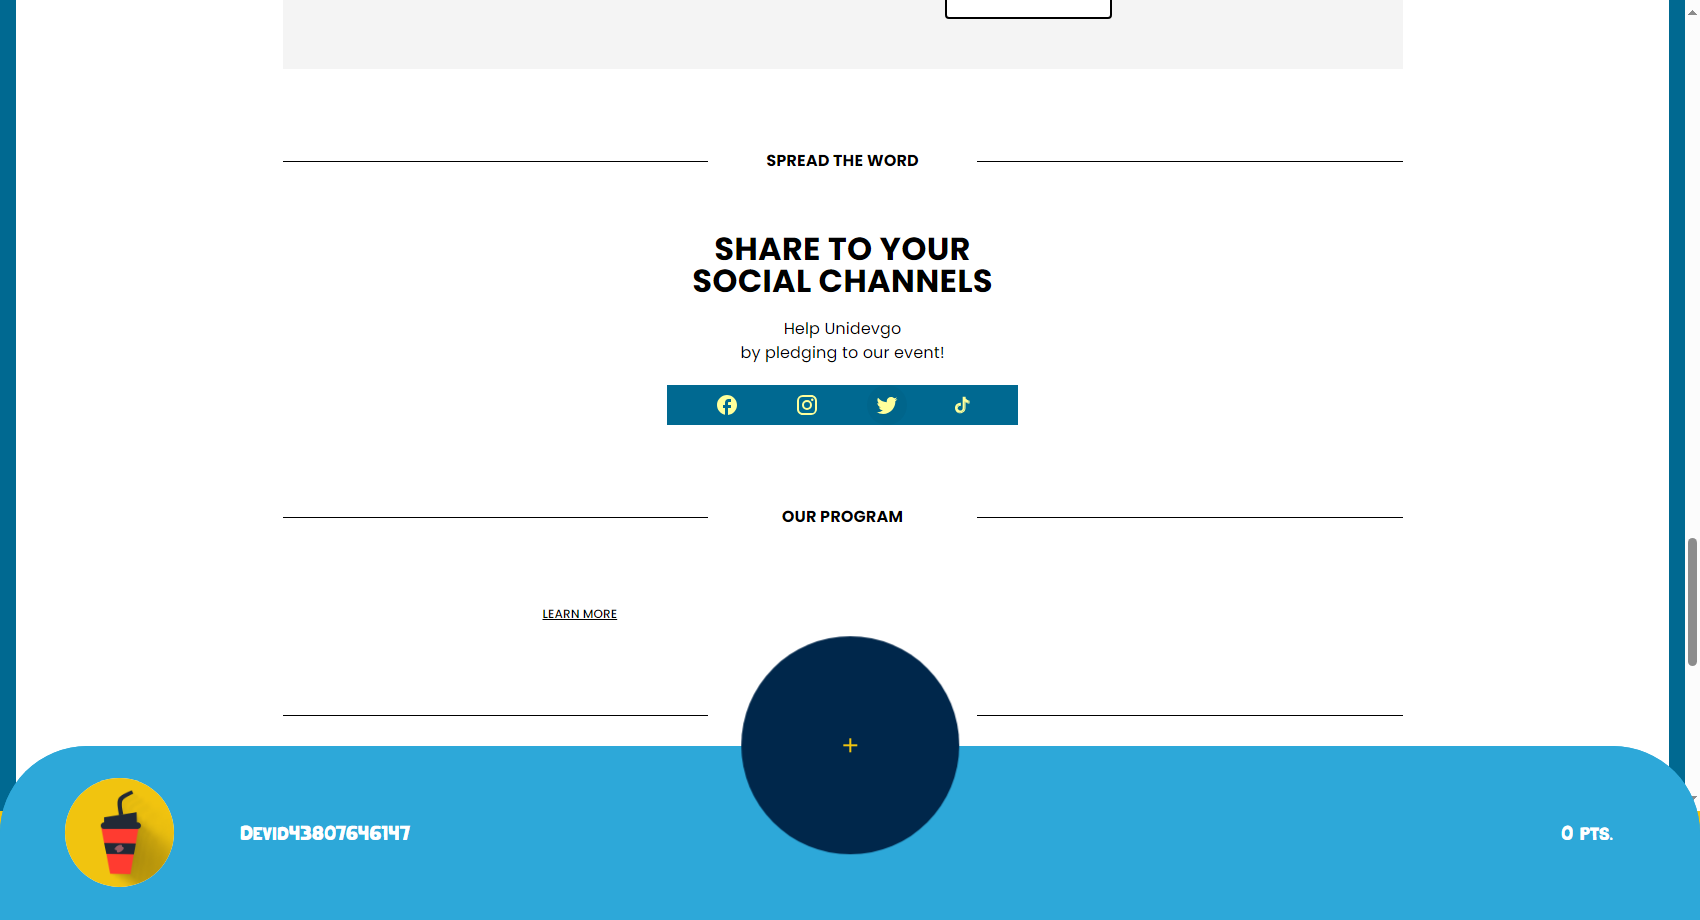 SPREAD THE WORD
SHARE TO YOUR
SOCIAL CHANNELS
Help Unidevgo
by pledging to our event!
OUR PROGRAM
LEARN MORE
+
Devid43807646147
0 pts.